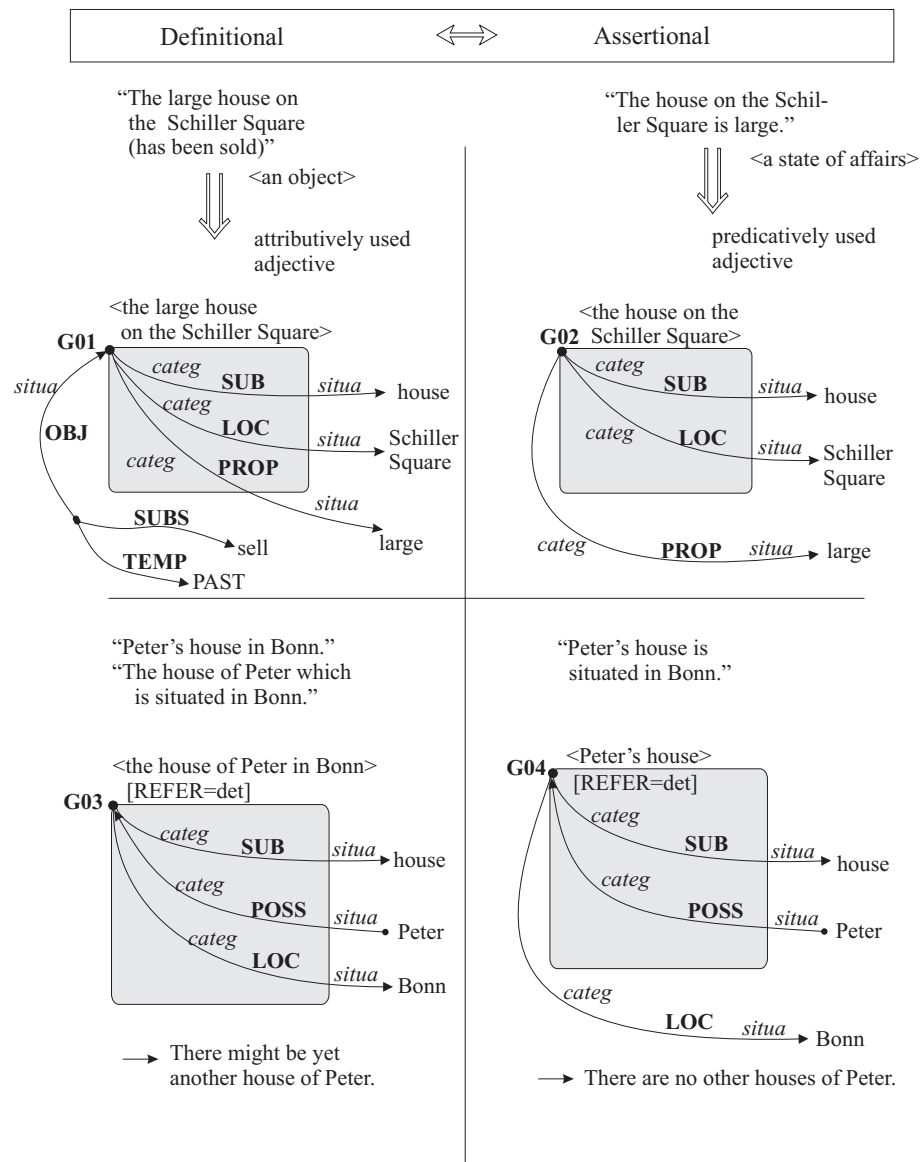 Definitional ⇔ Assertional
“The large house on
the Schiller Square
(has been sold)”
<an object>
attributively used
adjective
<the large house
on the Schiller Square>
G01
categ
SUB
situa
house
situa
categ
LOC
situa
Schiller
Square
OBJ
categ
PROP
situa
large
SUBS
sell
TEMP
PAST
“The house on the Schil-
ler Square is large.”
<a state of affairs>
predicatively used
adjective
<the house on the
Schiller Square>
G02
categ
SUB
situa
house
categ
LOC
situa
Schiller
Square
categ
PROP
situa
large
“Peter’s house in Bonn.”
“The house of Peter which
is situated in Bonn.”
<the house of Peter in Bonn>
[REFER=det]
G03
categ
SUB
situa
house
categ
POSS
situa
Peter
categ
LOC
situa
Bonn
There might be yet
another house of Peter.
“Peter’s house is
situated in Bonn.”
<Peter’s house>
[REFER=det]
G04
categ
SUB
situa
house
categ
POSS
situa
Peter
categ
LOC
situa
Bonn
There are no other houses of Peter.